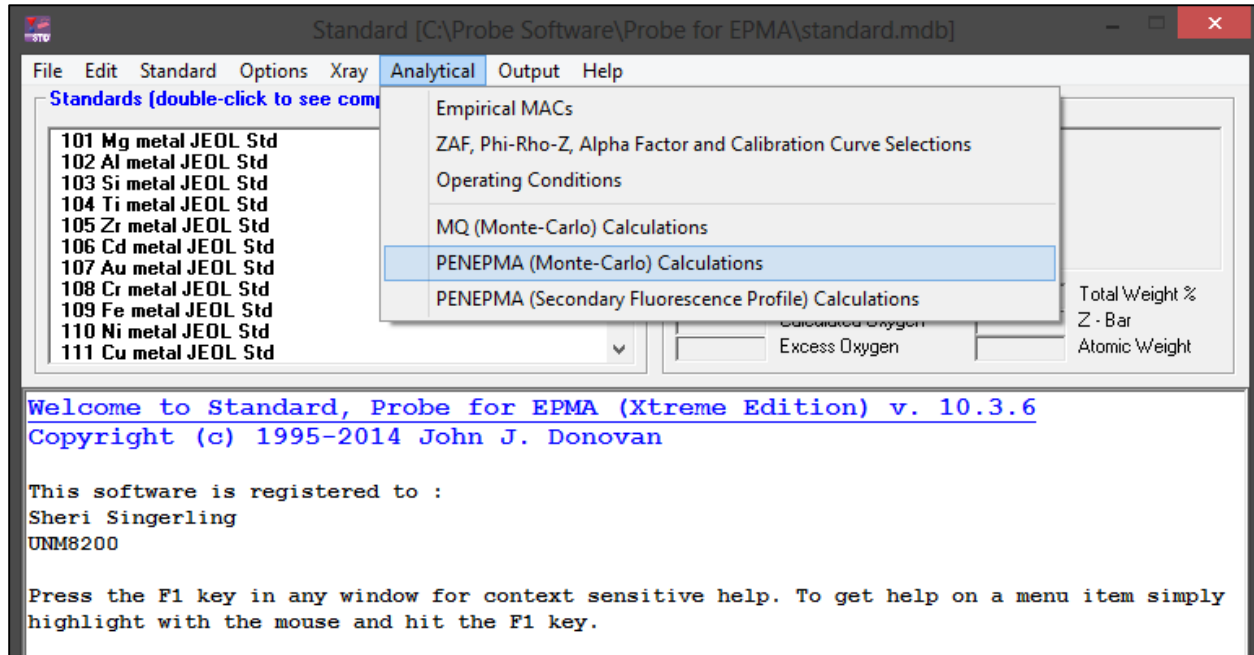 STD
Standard [C:\Probe Software\Probe for EPMA\standard.mdb]
File Edit Standard Options Xray Analytical Output Help
Standards (double-click to see comp
101 Mg metal JEOL Std
102 Al metal JEOL Std
103 Si metal JEOL Std
104 Ti metal JEOL Std
105 Zr metal JEOL Std
106 Cd metal JEOL Std
107 Au metal JEOL Std
108 Cr metal JEOL Std
109 Fe metal JEOL Std
110 Ni metal JEOL Std
111 Cu metal JEOL Std
Empirical MACs
ZAF, Phi-Rho-Z, Alpha Factor and Calibration Curve Selections
Operating Conditions
MQ (Monte-Carlo) Calculations
PENEPMA (Monte-Carlo) Calculations
PENEPMA (Secondary Fluorescence Profile) Calculations
Total Weight %
Calculated Oxygen
Z - Bar
Excess Oxygen
Atomic Weight
Welcome to Standard, Probe for EPMA (Xtreme Edition) v. 10.3.6
Copyright (c) 1995-2014 John J. Donovan
This software is registered to :
Sheri Singerling
UNM8200
Press the F1 key in any window for context sensitive help. To get help on a menu item simply
highlight with the mouse and hit the F1 key.